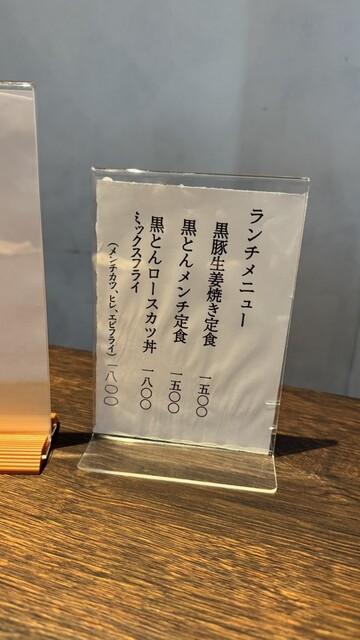 ランチメニュー
黒豚生姜焼き定食 一五〇〇
黒とんメンチ定食 一五〇〇
黒とんロースカツ丼 一八〇〇
ミックスフライ
（メンチカツ、ヒレ、エビフライ）一八〇〇